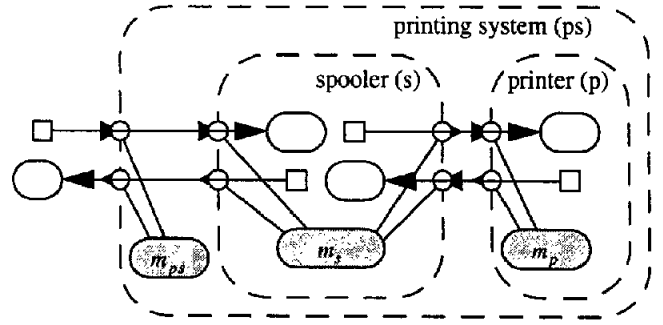 printing system (ps)
spooler (s)
printer (p)
m_ps
m_s
m_p